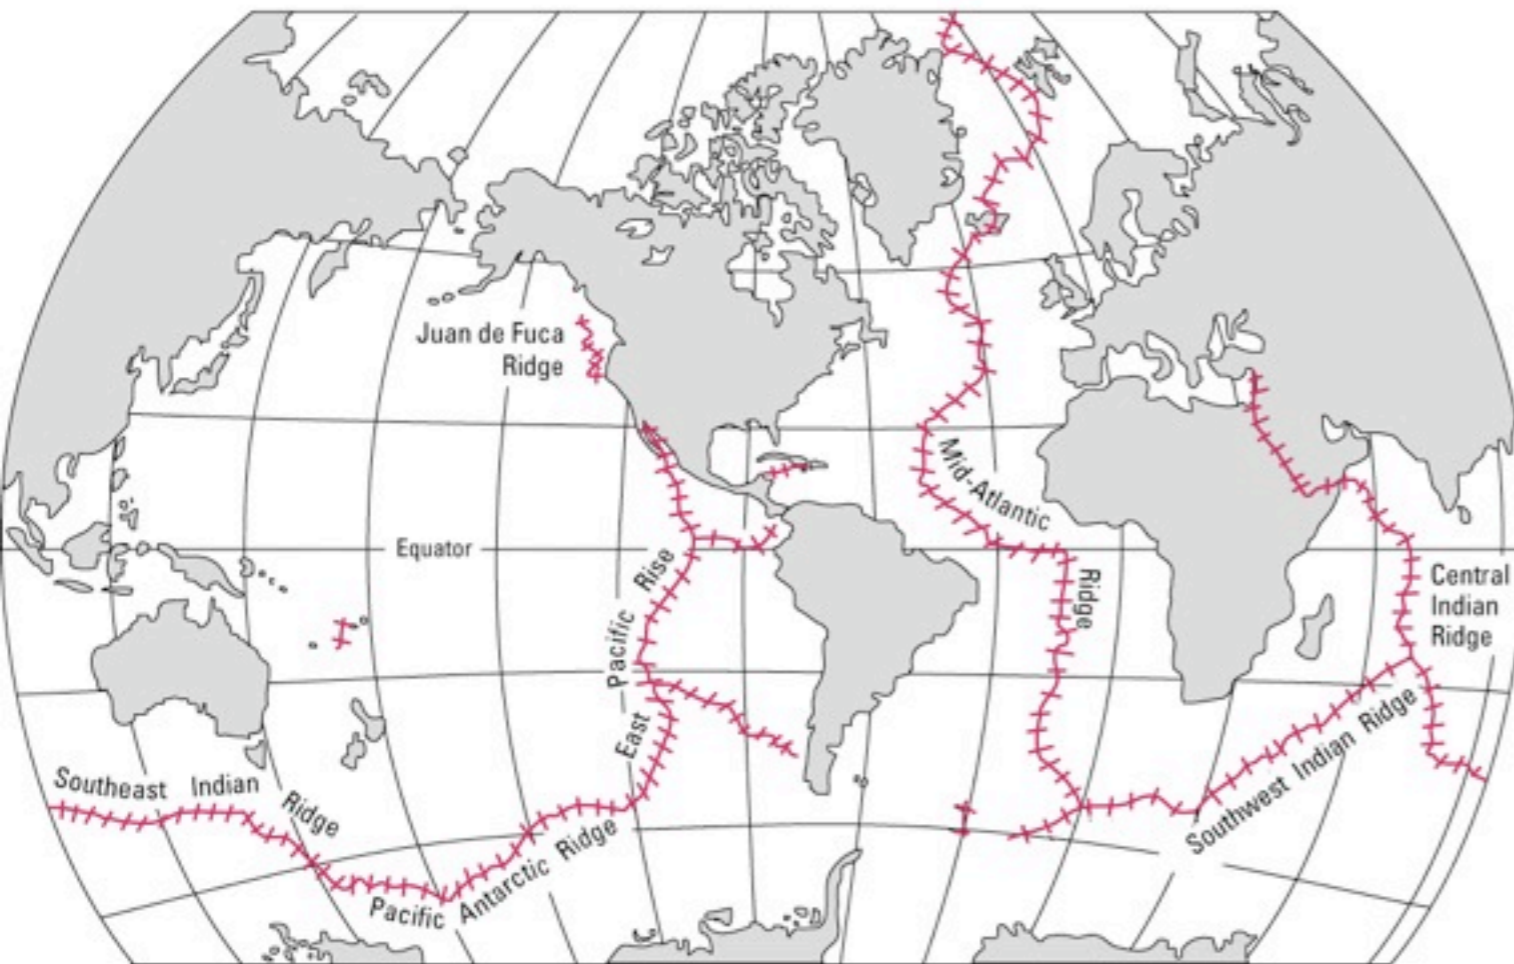 Juan de Fuca
Ridge
Mid-Atlantic
Ridge
Equator
East Pacific Rise
Central
Indian
Ridge
Southeast Indian Ridge
Pacific Antarctic Ridge
Southwest Indian Ridge